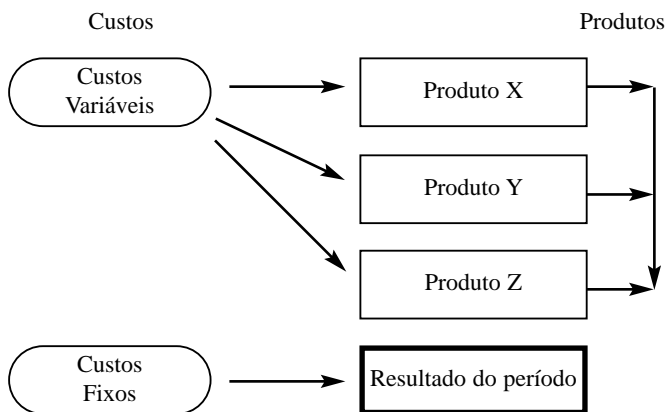 Custos
Produtos
Custos
Variáveis
Produto X
Produto Y
Produto Z
Custos
Fixos
Resultado do período